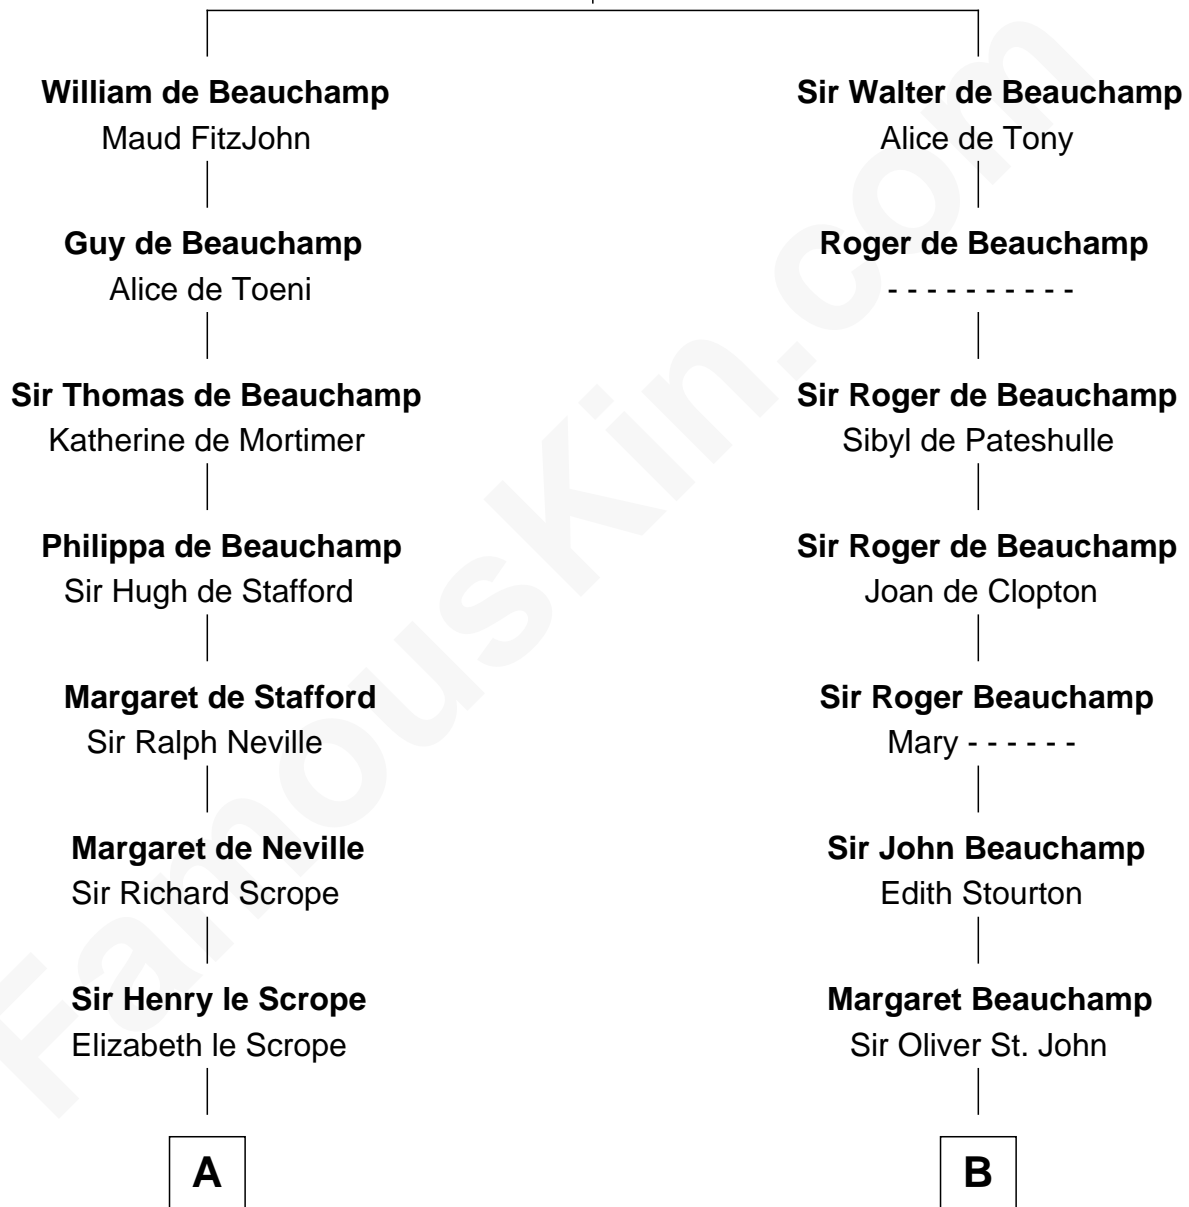 William de Beauchamp
Maud FitzJohn
Guy de Beauchamp
Alice de Toeni
Sir Thomas de Beauchamp
Katherine de Mortimer
Philippa de Beauchamp
Sir Hugh de Stafford
Margaret de Stafford
Sir Ralph Neville
Margaret de Neville
Sir Richard Scrope
Sir Henry le Scrope
Elizabeth le Scrope
A
Sir Walter de Beauchamp
Alice de Tony
Roger de Beauchamp
- - - - - - - - - -
Sir Roger de Beauchamp
Sibyl de Pateshulle
Sir Roger de Beauchamp
Joan de Clopton
Sir Roger Beauchamp
Mary - - - - - -
Sir John Beauchamp
Edith Stourton
Margaret Beauchamp
Sir Oliver St. John
B
FamousKin.com